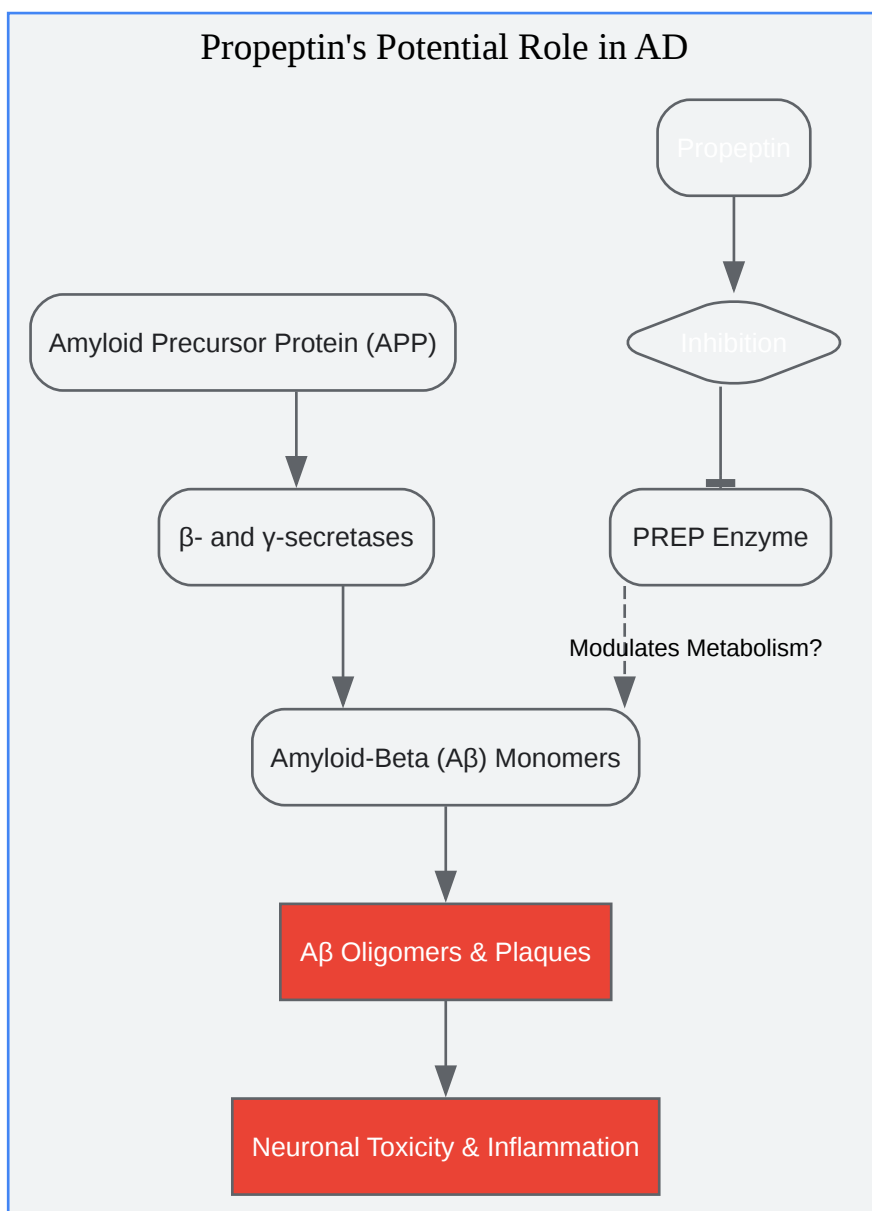 Propeptin's Potential Role in AD
Propeptin
Amyloid Precursor Protein (APP)
Inhibition
β- and γ-secretases
PREP Enzyme
Modulates Metabolism?
Amyloid-Beta (Aβ) Monomers
Aβ Oligomers & Plaques
Neuronal Toxicity & Inflammation